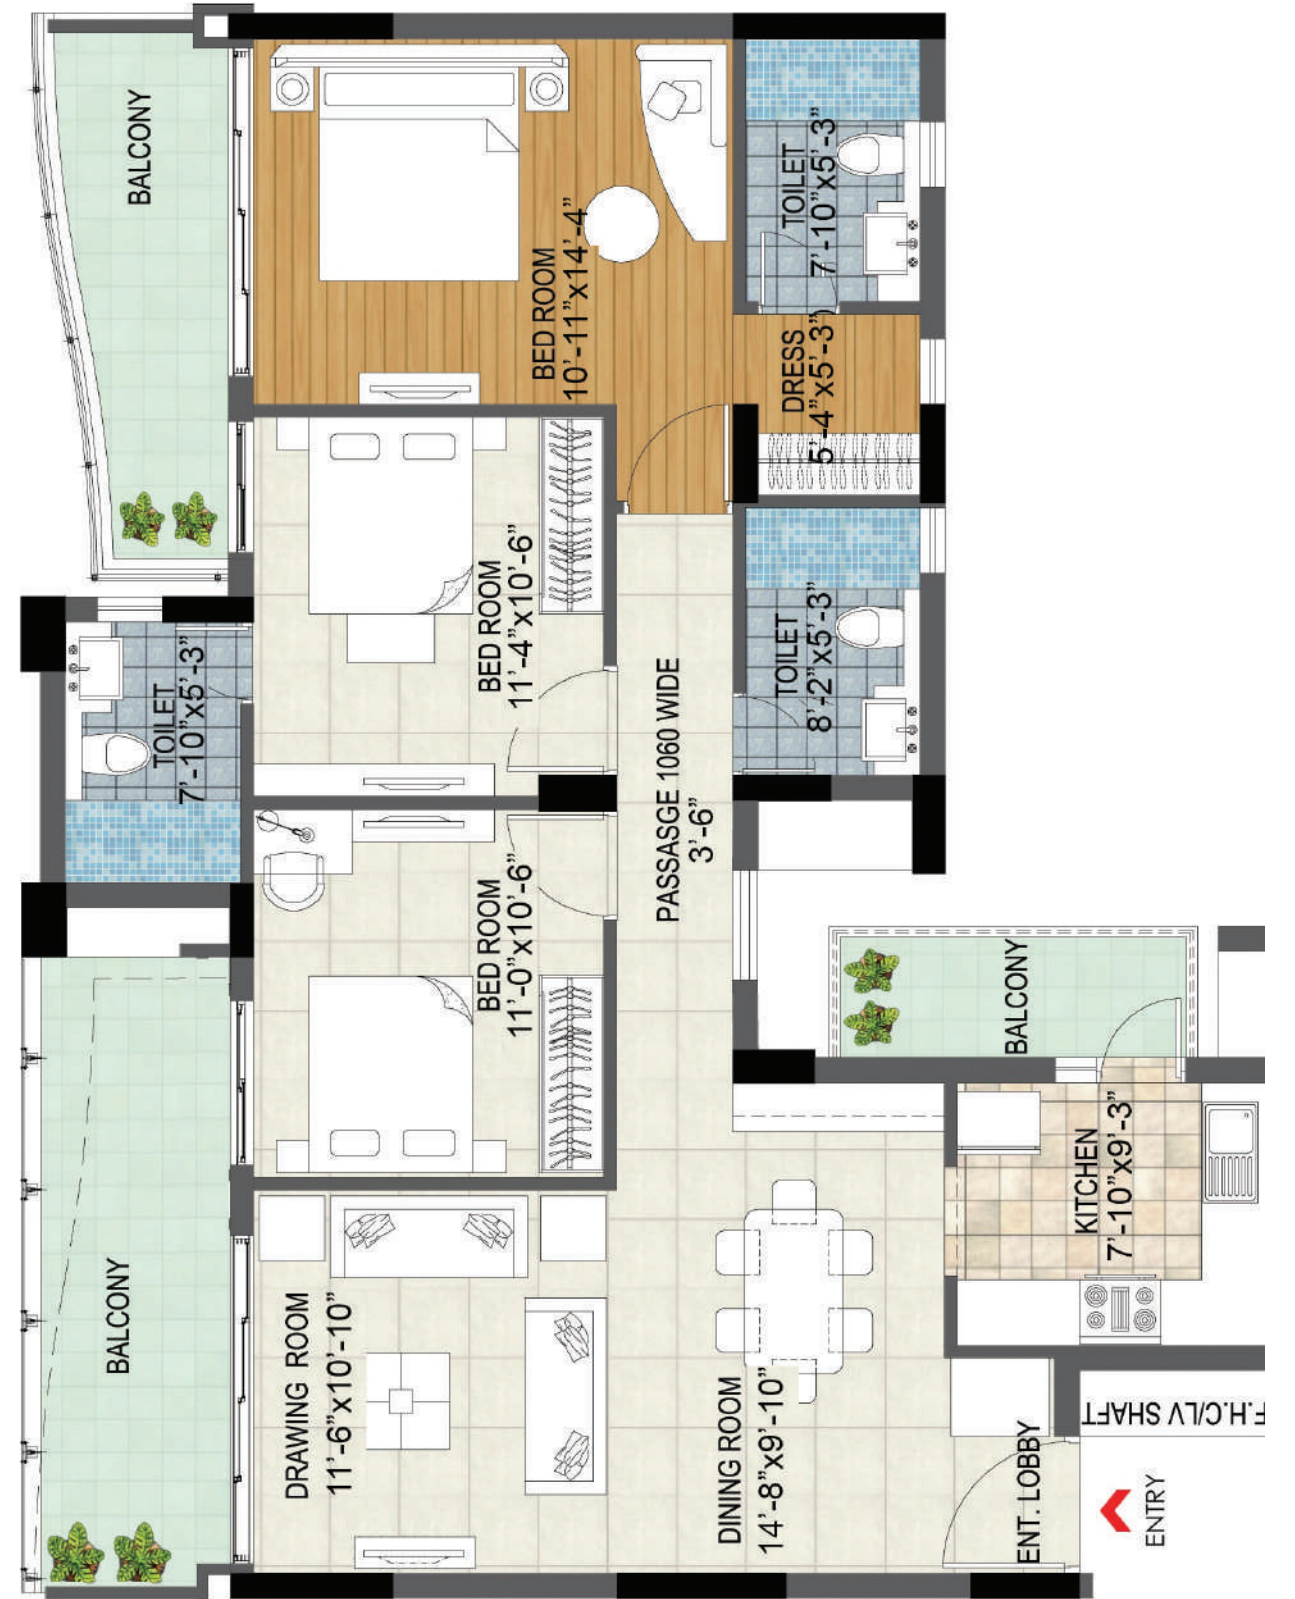 BALCONY
BED ROOM
10'-11"x14'-4"
TOILET
7'-10"x5'-3"
DRESS
5'-4"x5'-3"
BED ROOM
11'-4"x10'-6"
TOILET
7'-10"x5'-3"
TOILET
8'-2"x5'-3"
PASSASGE 1060 WIDE
3'-6"
BED ROOM
11'-0"x10'-6"
BALCONY
BALCONY
KITCHEN
7'-10"x9'-3"
DRAWING ROOM
11'-6"x10'-10"
DINING ROOM
14'-8"x9'-10"
ENT. LOBBY
F.H.C/LV SHAFT
ENTRY